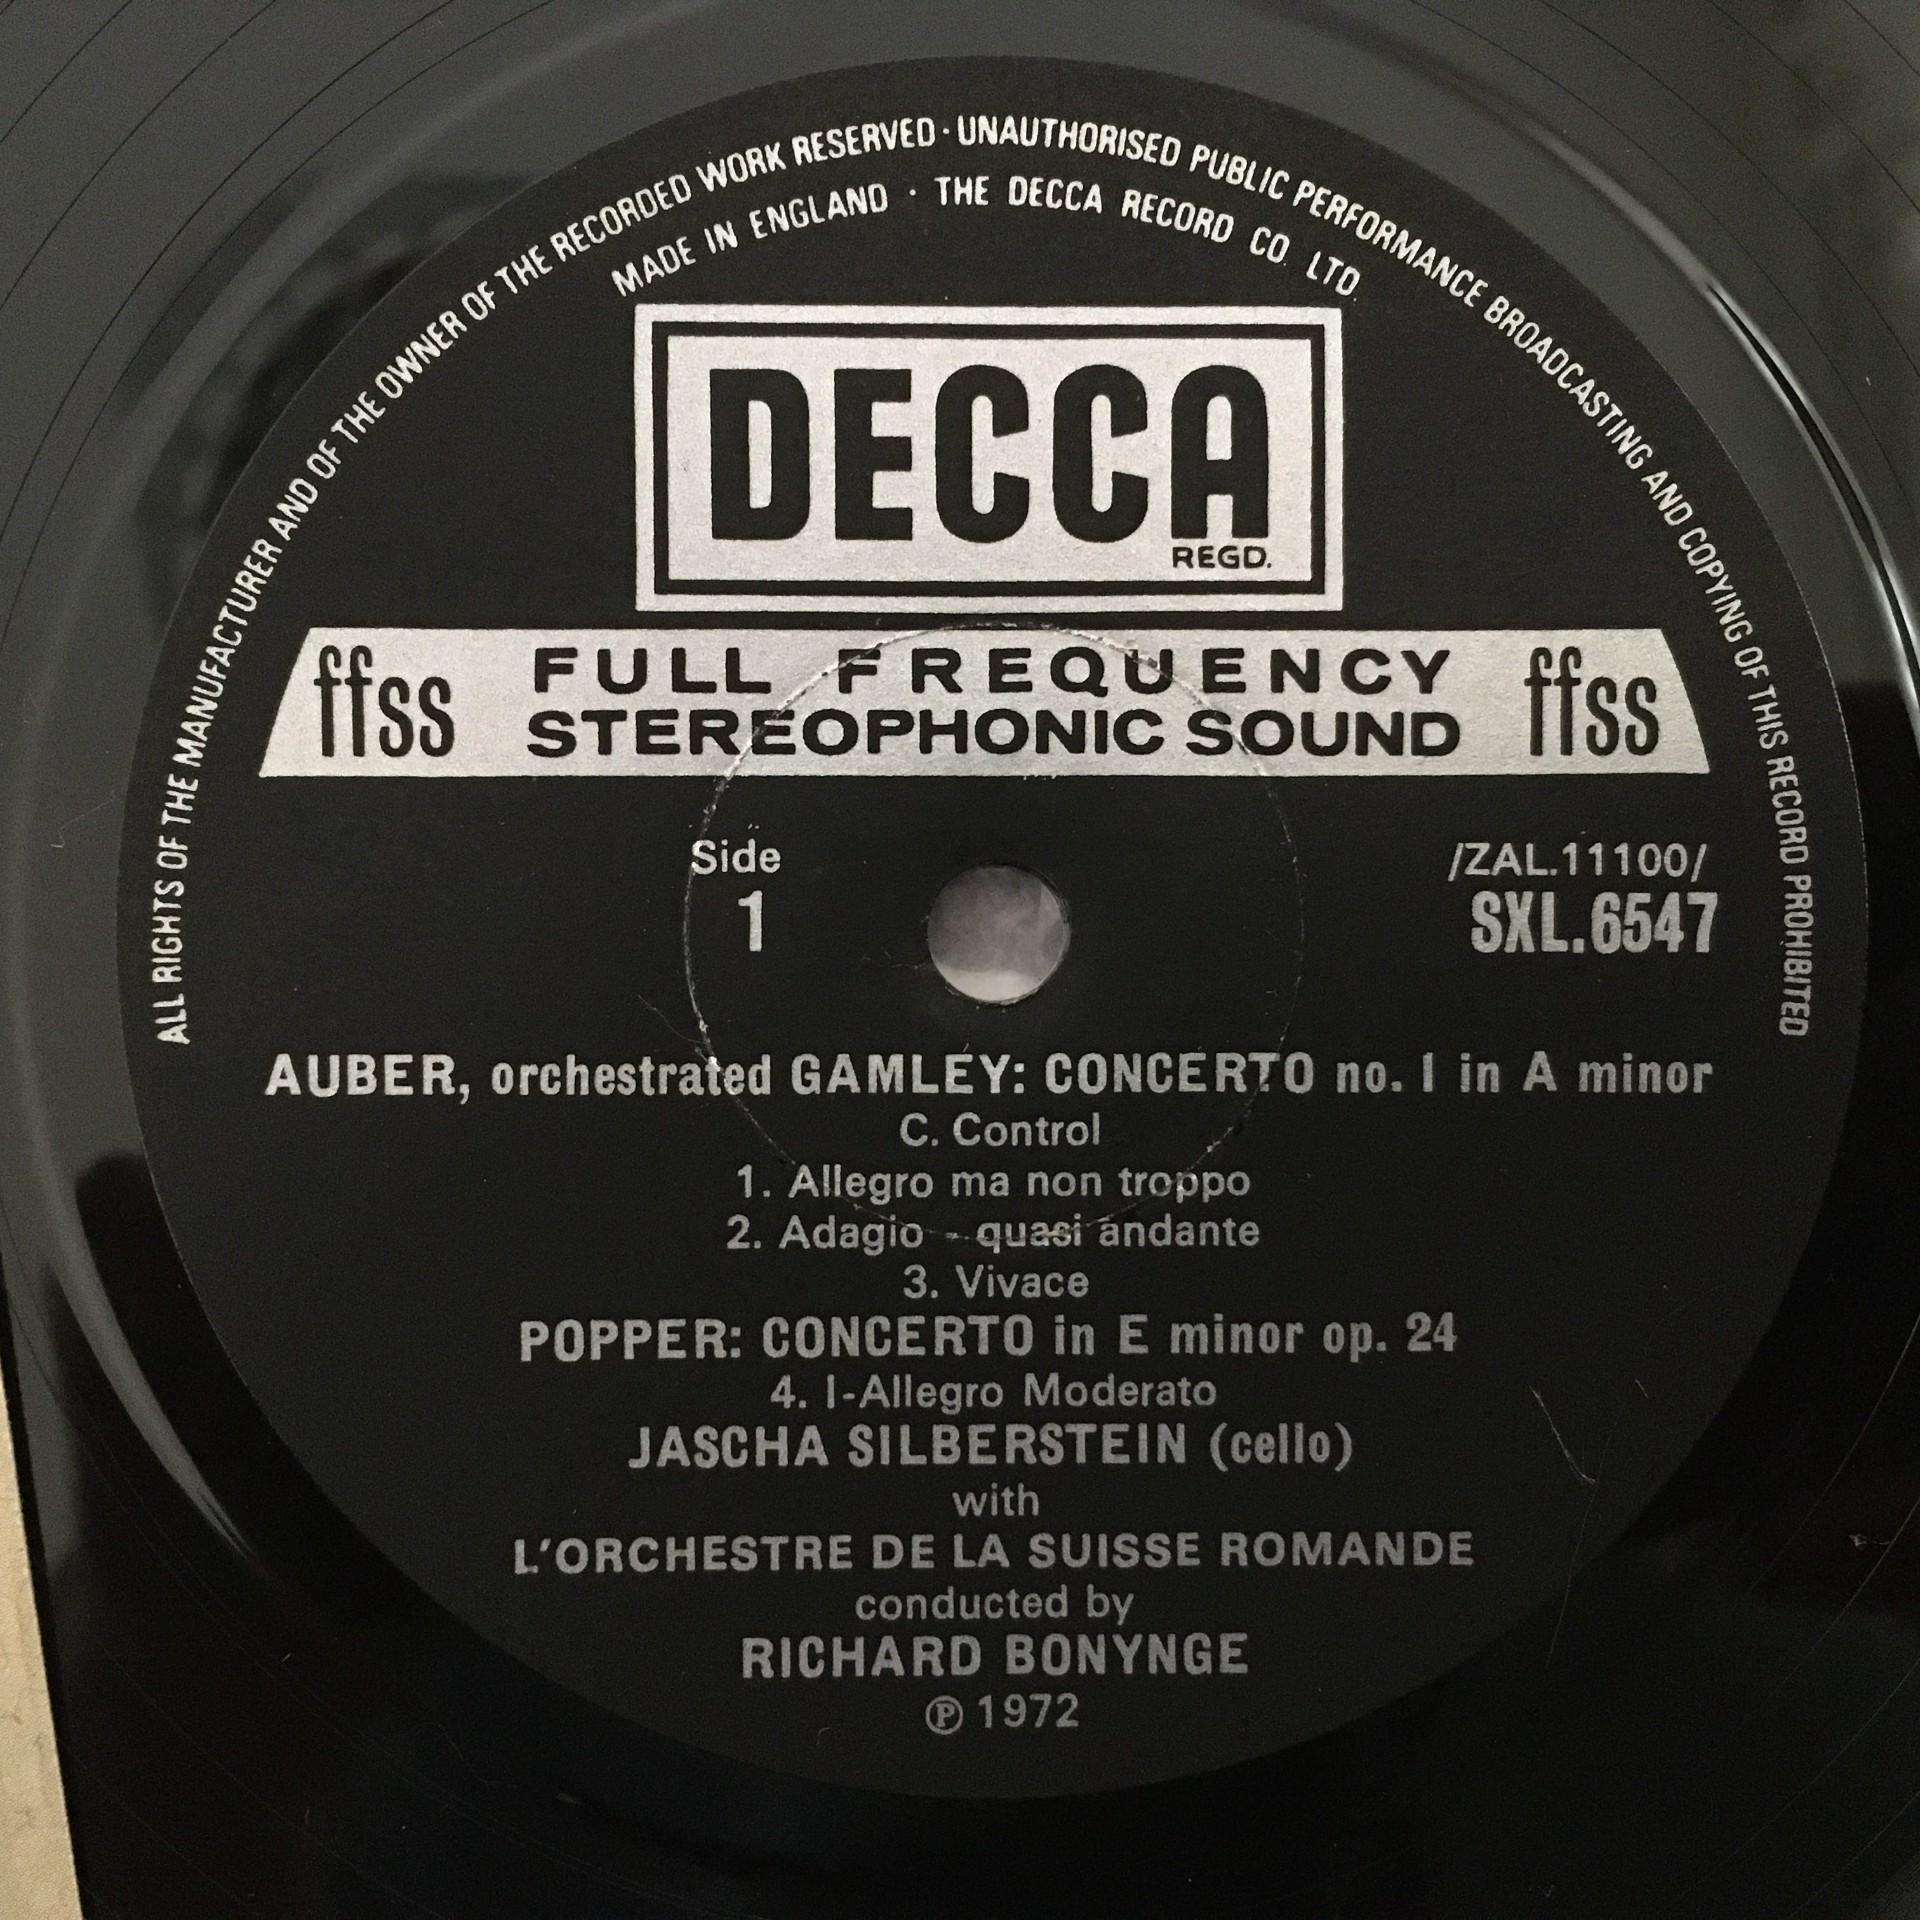 ALL RIGHTS OF THE MANUFACTURER AND OF THE OWNER OF THE RECORDED WORK RESERVED · UNAUTHORISED PUBLIC PERFORMANCE BROADCASTING AND COPYING OF THIS RECORD PROHIBITED
MADE IN ENGLAND · THE DECCA RECORD CO. LTD.
DECCA
REGD.
ffss FULL FREQUENCY ffss
STEREOPHONIC SOUND
Side /ZAL.11100/
1 SXL.6547
AUBER, orchestrated GAMLEY: CONCERTO no. 1 in A minor
C. Control
1. Allegro ma non troppo
2. Adagio - quasi andante
3. Vivace
POPPER: CONCERTO in E minor op. 24
4. I-Allegro Moderato
JASCHA SILBERSTEIN (cello)
with
L'ORCHESTRE DE LA SUISSE ROMANDE
conducted by
RICHARD BONYNGE
℗ 1972